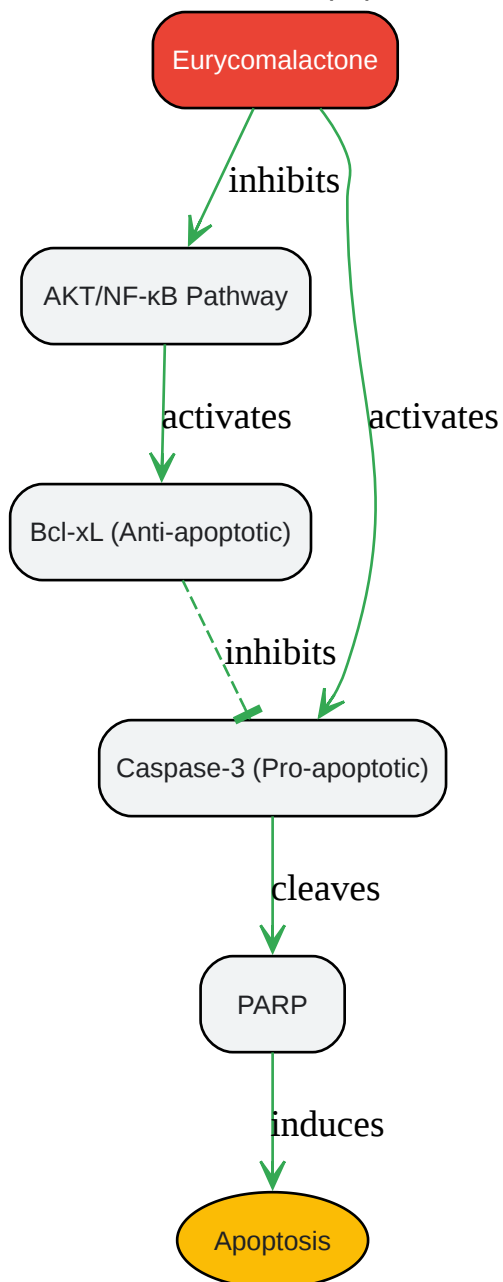 Eurycomalactone
inhibits
AKT/NF-κB Pathway
activates
activates
Bcl-xL (Anti-apoptotic)
inhibits
Caspase-3 (Pro-apoptotic)
cleaves
PARP
induces
Apoptosis